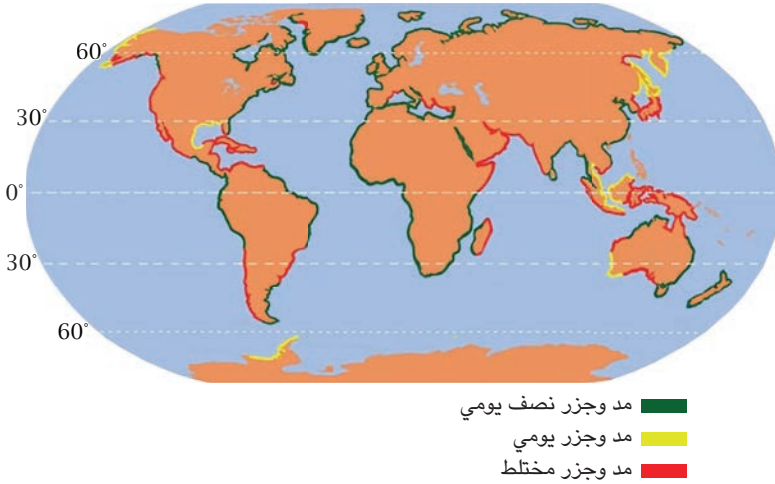 60°
30°
0°
30°
60°
مد وجزر نصف يومي
مد وجزر يومي
مد وجزر مختلط